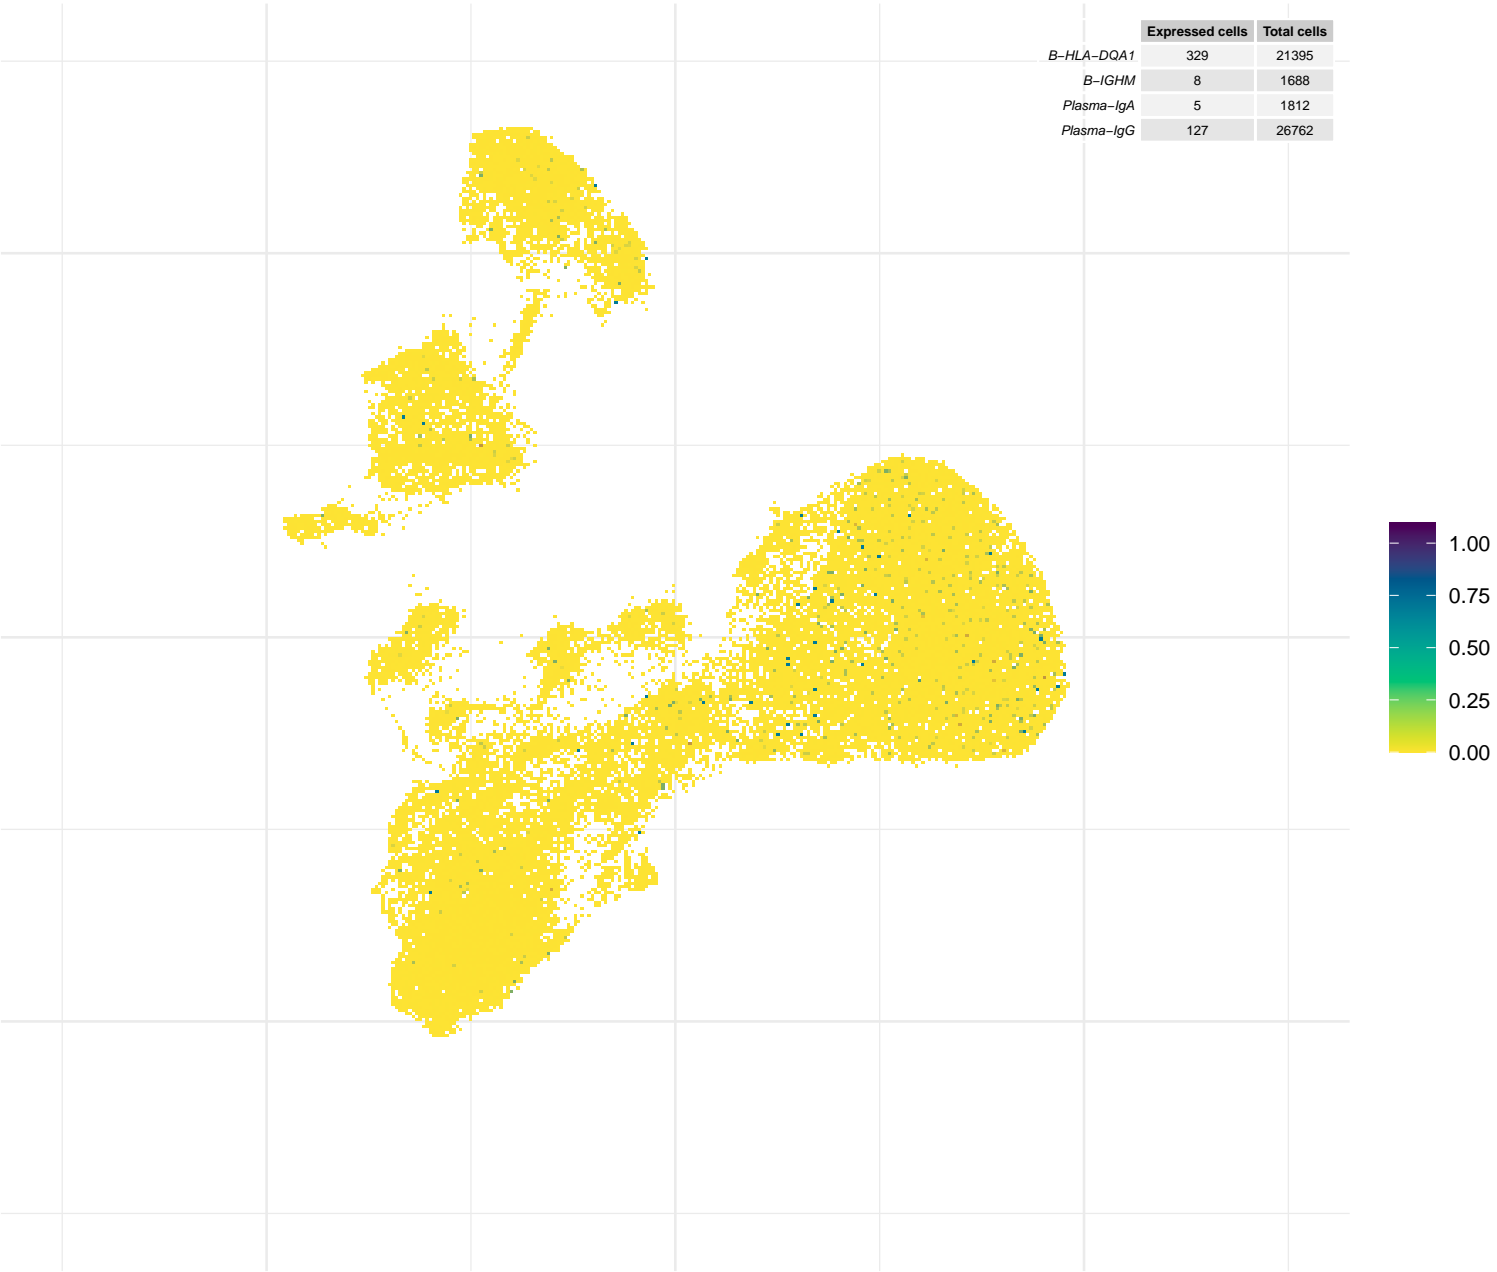 Expressed cells Total cells
B−HLA−DQA1 329 21395
B−IGHM 8 1688
Plasma−IgA 5 1812
Plasma−IgG 127 26762
1.00
0.75
0.50
0.25
0.00